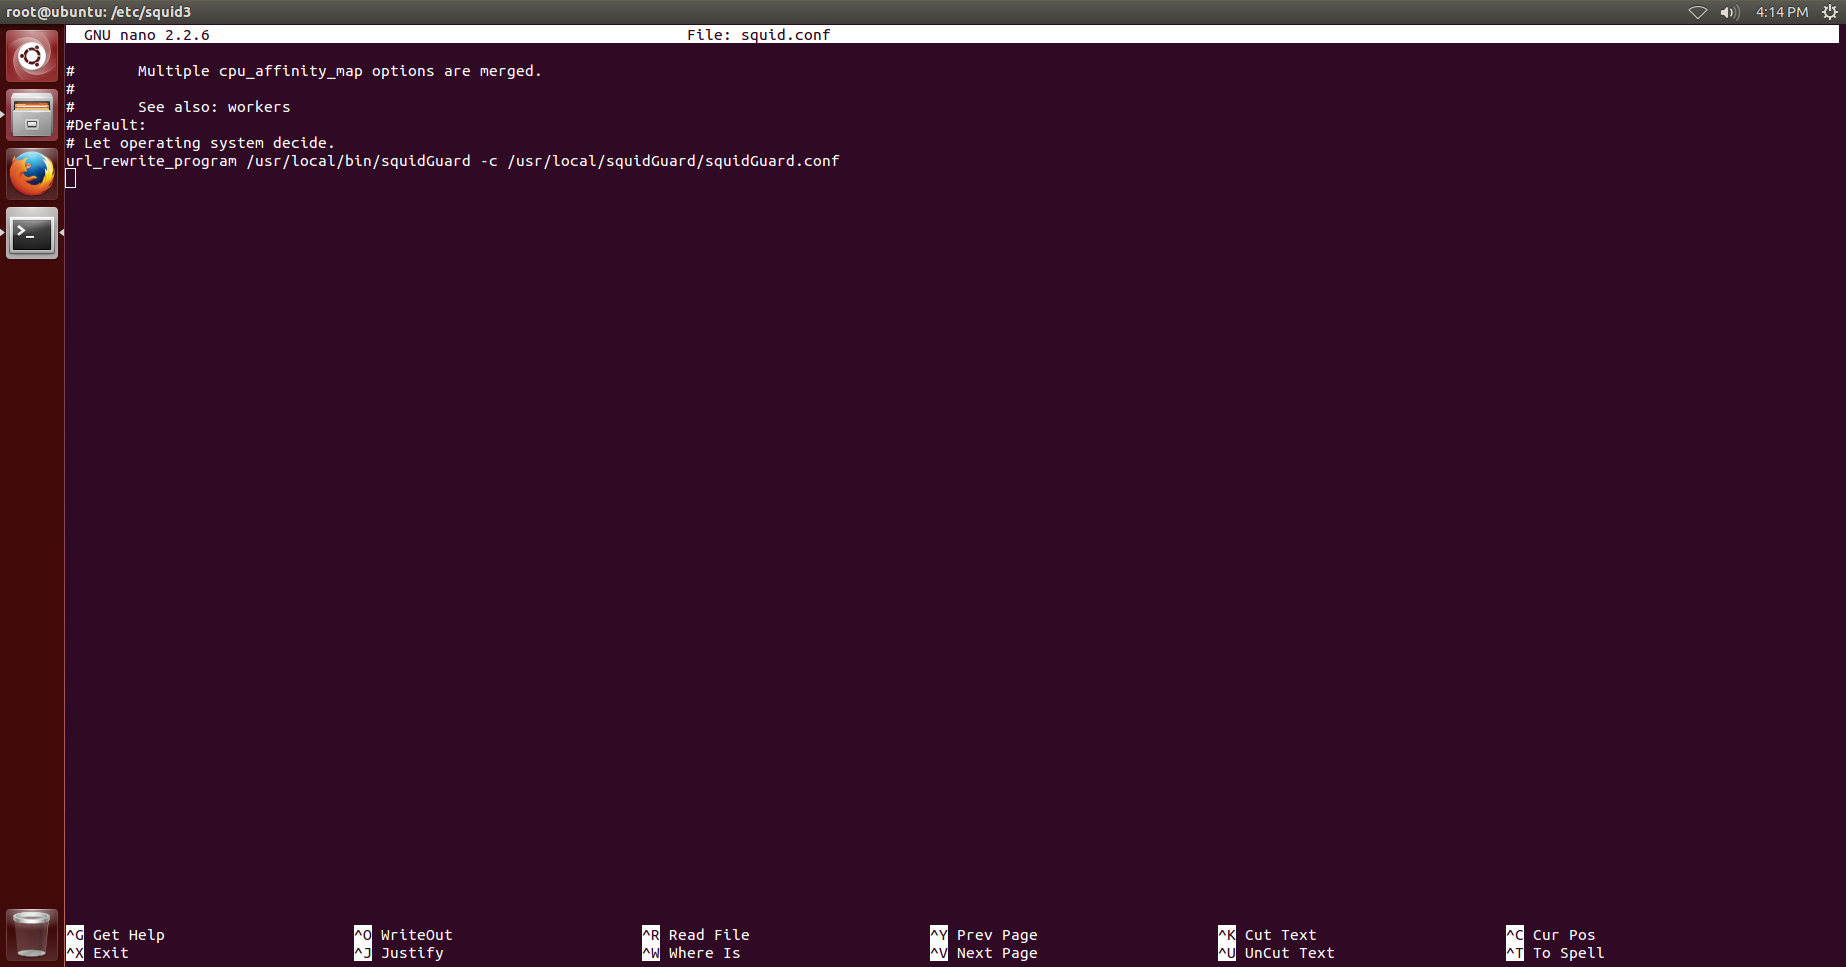 root@ubuntu: /etc/squid3
4:14 PM
GNU nano 2.2.6 File: squid.conf
# Multiple cpu_affinity_map options are merged.
#
# See also: workers
#Default:
# Let operating system decide.
url_rewrite_program /usr/local/bin/squidGuard -c /usr/local/squidGuard/squidGuard.conf
>_
^G Get Help ^O WriteOut ^R Read File ^Y Prev Page ^K Cut Text ^C Cur Pos
^X Exit ^J Justify ^W Where Is ^V Next Page ^U UnCut Text ^T To Spell